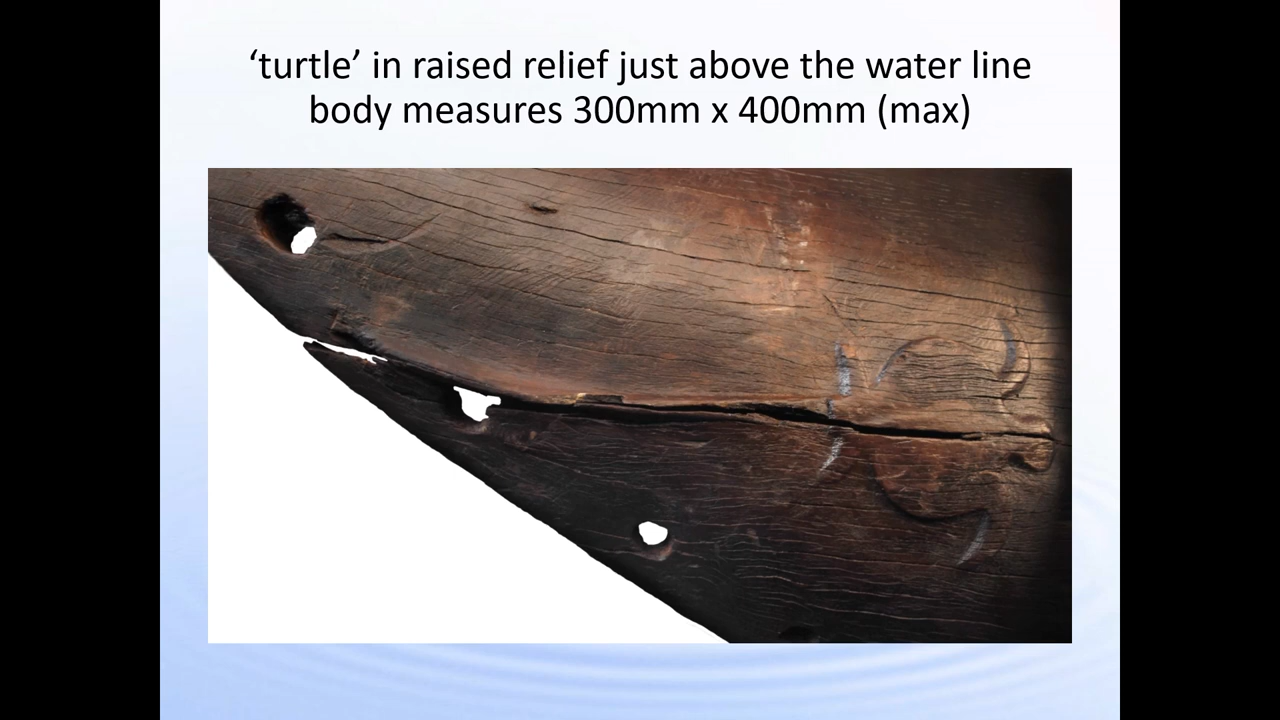 ‘turtle’ in raised relief just above the water line
body measures 300mm x 400mm (max)